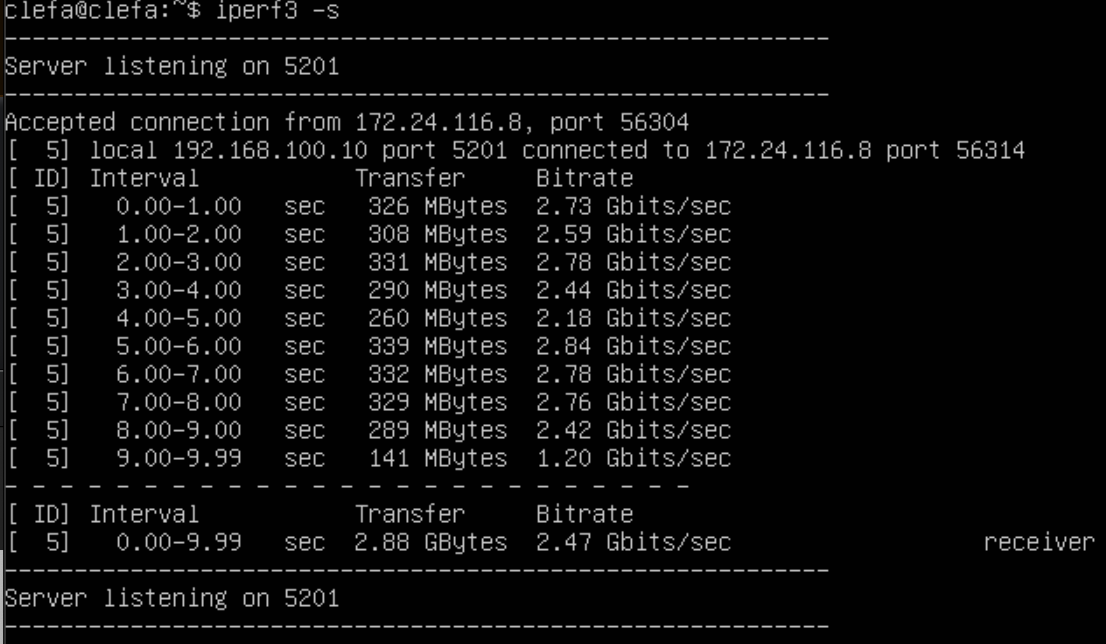 clefa@clefa:~$ iperf3 -s
-----------------------------------------------------------
Server listening on 5201
-----------------------------------------------------------
Accepted connection from 172.24.116.8, port 56304
[  5] local 192.168.100.10 port 5201 connected to 172.24.116.8 port 56314
[ ID] Interval           Transfer     Bitrate
[  5]   0.00-1.00   sec   326 MBytes  2.73 Gbits/sec
[  5]   1.00-2.00   sec   308 MBytes  2.59 Gbits/sec
[  5]   2.00-3.00   sec   331 MBytes  2.78 Gbits/sec
[  5]   3.00-4.00   sec   290 MBytes  2.44 Gbits/sec
[  5]   4.00-5.00   sec   260 MBytes  2.18 Gbits/sec
[  5]   5.00-6.00   sec   339 MBytes  2.84 Gbits/sec
[  5]   6.00-7.00   sec   332 MBytes  2.78 Gbits/sec
[  5]   7.00-8.00   sec   329 MBytes  2.76 Gbits/sec
[  5]   8.00-9.00   sec   289 MBytes  2.42 Gbits/sec
[  5]   9.00-9.99   sec   141 MBytes  1.20 Gbits/sec
- - - - - - - - - - - - - - - - - - - - - - - - -
[ ID] Interval           Transfer     Bitrate
[  5]   0.00-9.99   sec  2.88 GBytes  2.47 Gbits/sec                  receiver
-----------------------------------------------------------
Server listening on 5201
-----------------------------------------------------------